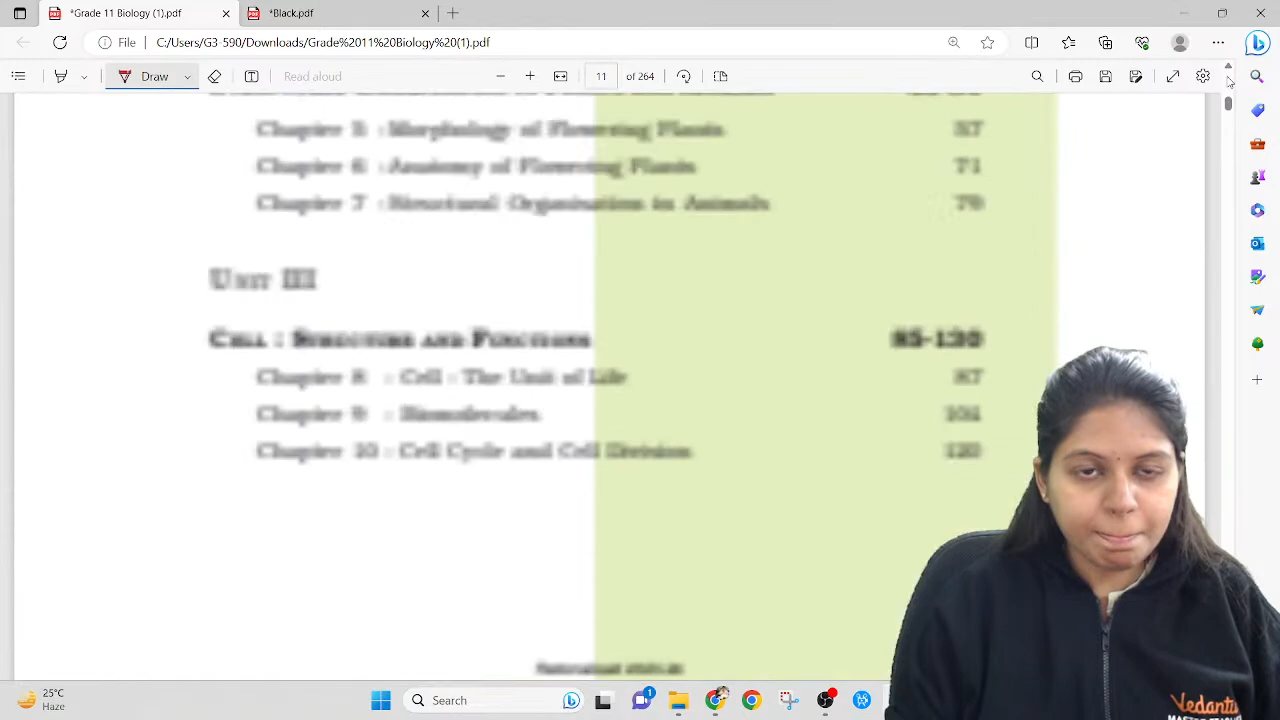 *Grade 11 Biology (1).pdf
*Black.pdf
File
C:/Users/G3 590/Downloads/Grade%2011%20Biology%20(1).pdf
Draw
Read aloud
11
of 264
Chapter 5 : Morphology of Flowering Plants 57
Chapter 6 : Anatomy of Flowering Plants 71
Chapter 7 : Structural Organisation in Animals 79
UNIT III
CELL : STRUCTURE AND FUNCTIONS 85-130
Chapter 8 : Cell : The Unit of Life 87
Chapter 9 : Biomolecules 104
Chapter 10 : Cell Cycle and Cell Division 120
25°C
Haze
Search
1